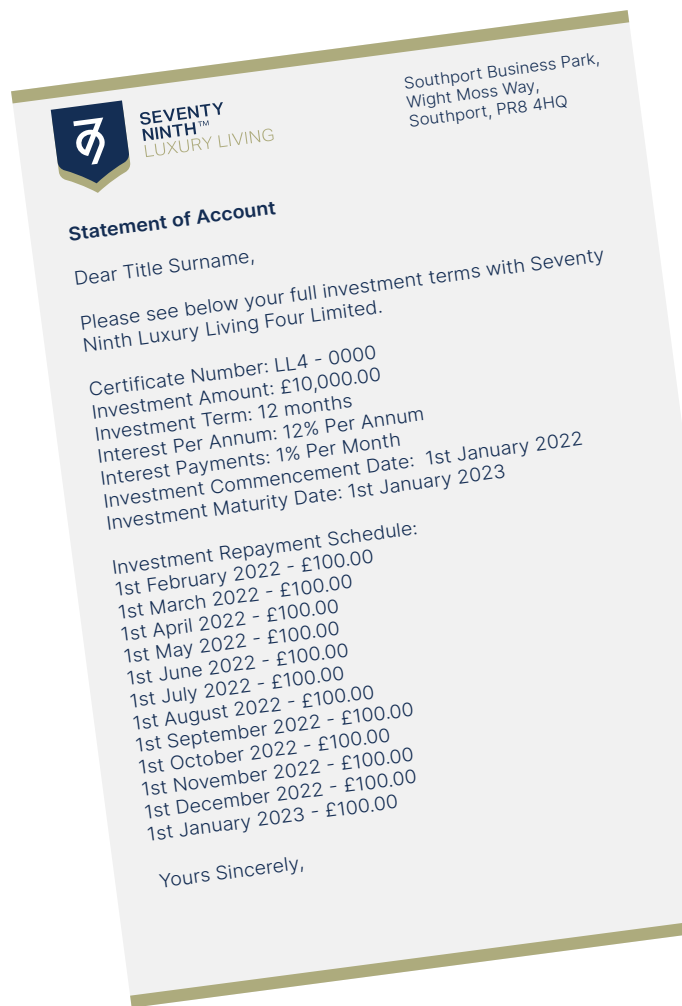 SEVENTY
NINTH™
LUXURY LIVING
Southport Business Park,
Wight Moss Way,
Southport, PR8 4HQ
Statement of Account
Dear Title Surname,
Please see below your full investment terms with Seventy
Ninth Luxury Living Four Limited.
Certificate Number: LL4 - 0000
Investment Amount: £10,000.00
Investment Term: 12 months
Interest Per Annum: 12% Per Annum
Interest Payments: 1% Per Month
Investment Commencement Date:  1st January 2022
Investment Maturity Date: 1st January 2023
Investment Repayment Schedule:
1st February 2022 - £100.00
1st March 2022 - £100.00
1st April 2022 - £100.00
1st May 2022 - £100.00
1st June 2022 - £100.00
1st July 2022 - £100.00
1st August 2022 - £100.00
1st September 2022 - £100.00
1st October 2022 - £100.00
1st November 2022 - £100.00
1st December 2022 - £100.00
1st January 2023 - £100.00
Yours Sincerely,